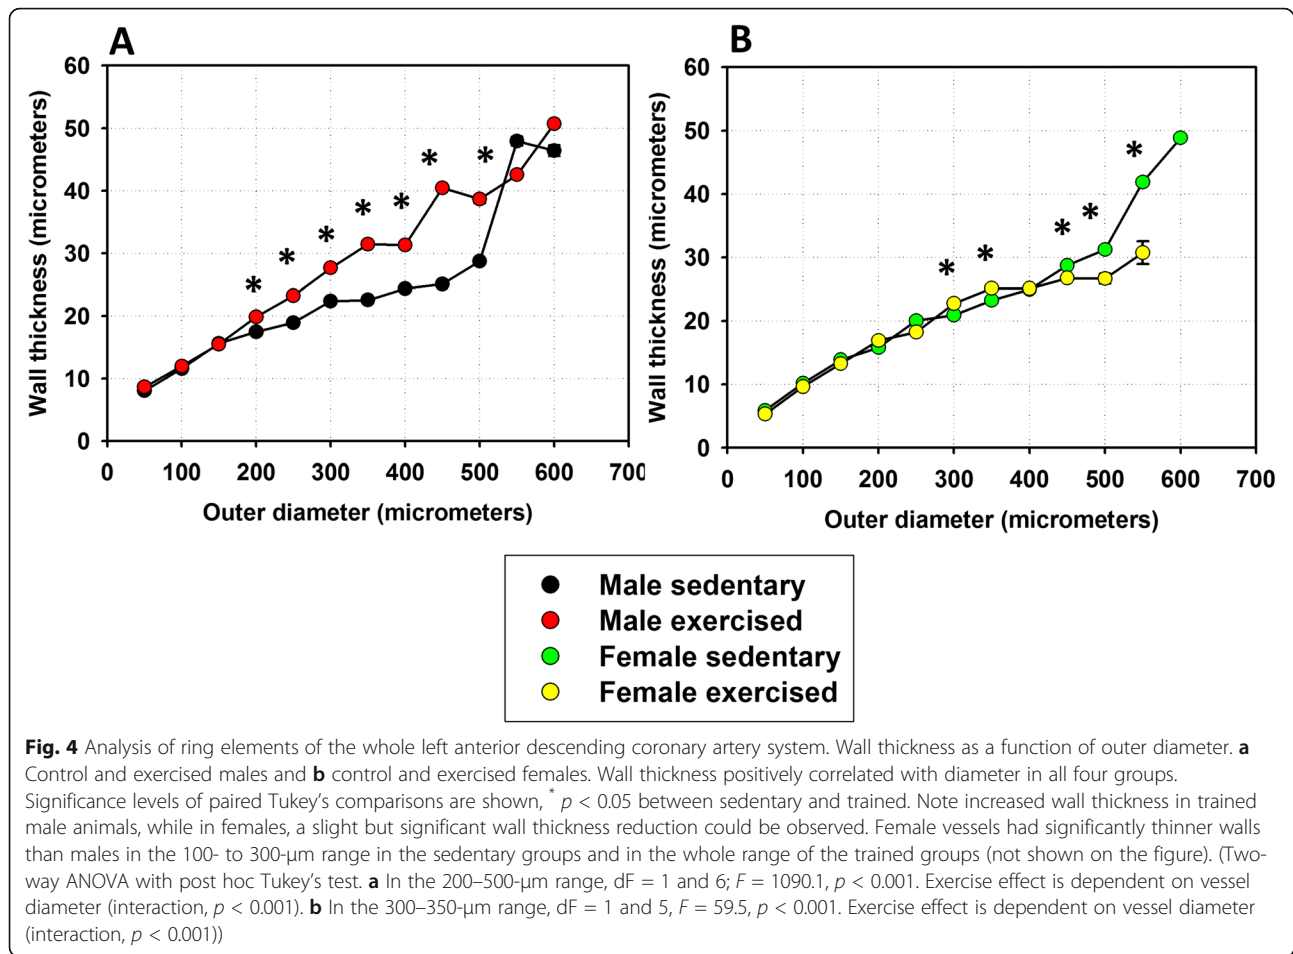 A
60
50
40
30
20
10
0
Wall thickness (micrometers)
* * * * * * *
0 100 200 300 400 500 600 700
Outer diameter (micrometers)
B
60
50
40
30
20
10
0
Wall thickness (micrometers)
* * * * *
0 100 200 300 400 500 600 700
Outer diameter (micrometers)
Male sedentary
Male exercised
Female sedentary
Female exercised
Fig. 4 Analysis of ring elements of the whole left anterior descending coronary artery system. Wall thickness as a function of outer diameter. a
Control and exercised males and b control and exercised females. Wall thickness positively correlated with diameter in all four groups.
Significance levels of paired Tukey's comparisons are shown, * p < 0.05 between sedentary and trained. Note increased wall thickness in trained
male animals, while in females, a slight but significant wall thickness reduction could be observed. Female vessels had significantly thinner walls
than males in the 100- to 300-μm range in the sedentary groups and in the whole range of the trained groups (not shown on the figure). (Two-
way ANOVA with post hoc Tukey's test. a In the 200–500-μm range, dF = 1 and 6; F = 1090.1, p < 0.001. Exercise effect is dependent on vessel
diameter (interaction, p < 0.001). b In the 300–350-μm range, dF = 1 and 5, F = 59.5, p < 0.001. Exercise effect is dependent on vessel diameter
(interaction, p < 0.001))